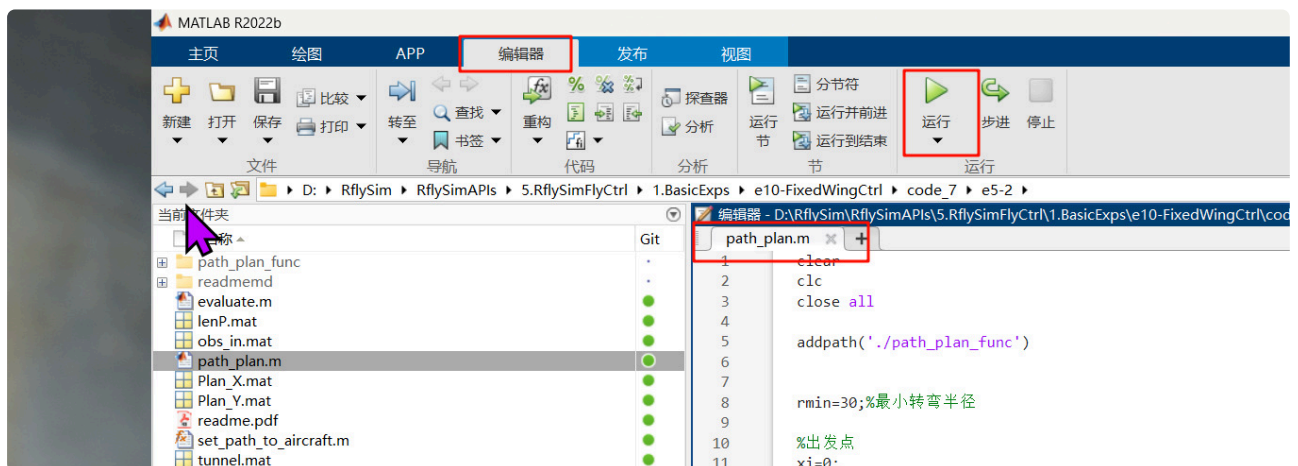 MATLAB R2022b
主页 绘图 APP 编辑器 发布 视图
新建 打开 保存 比较 打印
转至 查找 书签
重构
探查器 分析
运行节
分节符 运行并前进 运行到结束
运行 步进 停止
文件 导航 代码 分析 节 运行
D: RflySim RflySimAPIs 5.RflySimFlyCtrl 1.BasicExps e10-FixedWingCtrl code_7 e5-2
当前文件夹
名称 Git
path_plan_func
readmemd
evaluate.m
lenP.mat
obs_in.mat
path_plan.m
Plan_X.mat
Plan_Y.mat
readme.pdf
set_path_to_aircraft.m
tunnel.mat
编辑器 - D:\RflySim\RflySimAPIs\5.RflySimFlyCtrl\1.BasicExps\e10-FixedWingCtrl\cod
path_plan.m
1 clear
2 clc
3 close all
4
5 addpath('./path_plan_func')
6
7
8 rmin=30;%最小转弯半径
9
10 %出发点
11 xi=0;